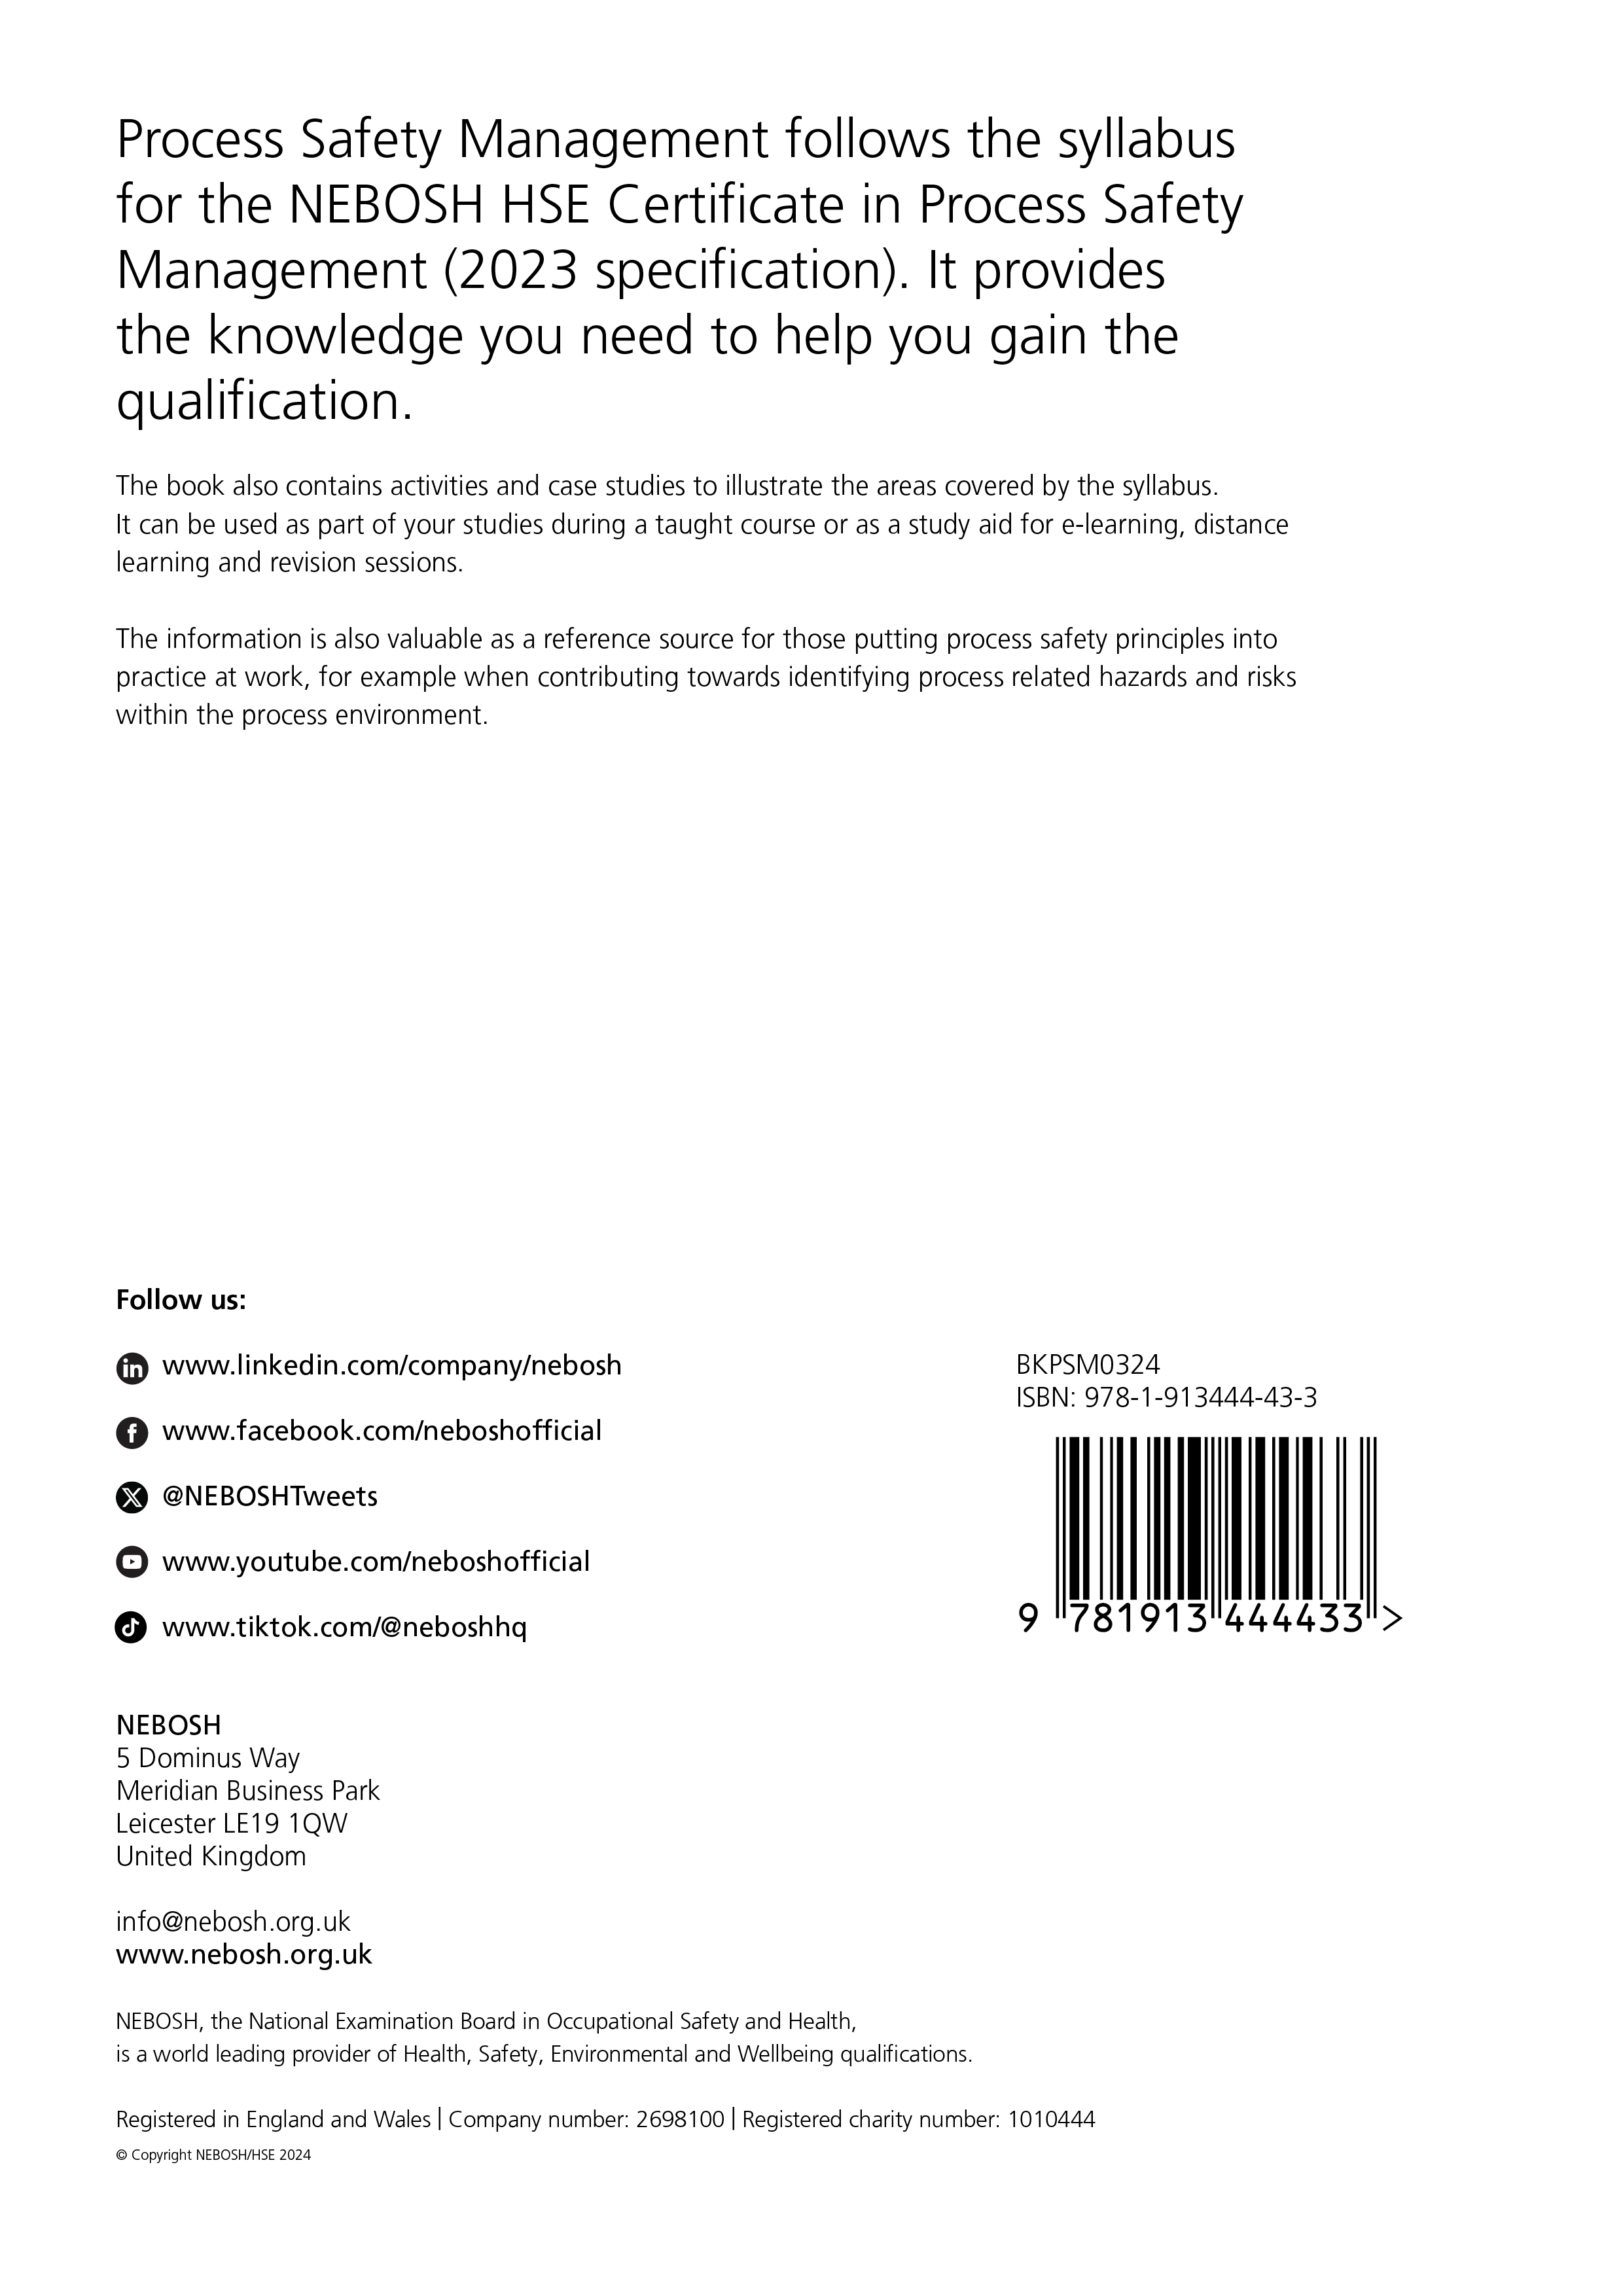 Process Safety Management follows the syllabus
for the NEBOSH HSE Certificate in Process Safety
Management (2023 specification). It provides
the knowledge you need to help you gain the
qualification.
The book also contains activities and case studies to illustrate the areas covered by the syllabus.
It can be used as part of your studies during a taught course or as a study aid for e-learning, distance
learning and revision sessions.
The information is also valuable as a reference source for those putting process safety principles into
practice at work, for example when contributing towards identifying process related hazards and risks
within the process environment.
Follow us:
www.linkedin.com/company/nebosh
www.facebook.com/neboshofficial
@NEBOSHTweets
www.youtube.com/neboshofficial
www.tiktok.com/@neboshhq
BKPSM0324
ISBN: 978-1-913444-43-3
9 781913 444433 >
NEBOSH
5 Dominus Way
Meridian Business Park
Leicester LE19 1QW
United Kingdom
info@nebosh.org.uk
www.nebosh.org.uk
NEBOSH, the National Examination Board in Occupational Safety and Health,
is a world leading provider of Health, Safety, Environmental and Wellbeing qualifications.
Registered in England and Wales | Company number: 2698100 | Registered charity number: 1010444
© Copyright NEBOSH/HSE 2024